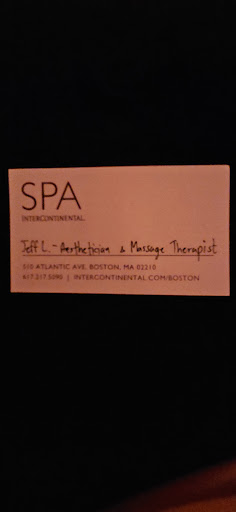 SPA
INTERCONTINENTAL.
Jeff L. - Aesthetician & Massage Therapist
510 ATLANTIC AVE, BOSTON, MA 02210
617.217.5090 | INTERCONTINENTAL.COM/BOSTON